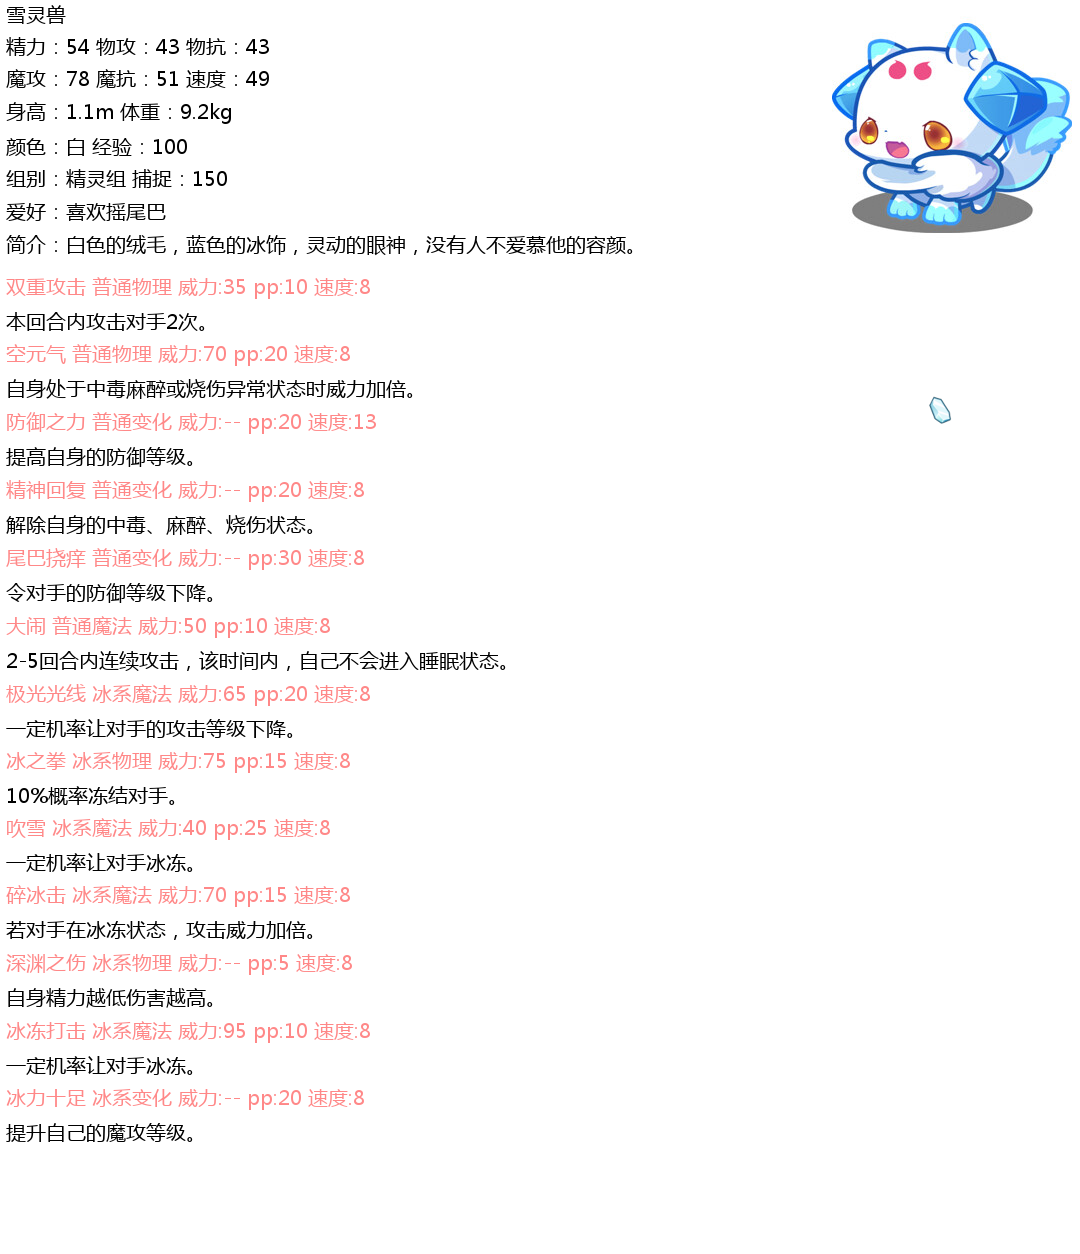 雪灵兽
精力：54 物攻：43 物抗：43
魔攻：78 魔抗：51 速度：49
身高：1.1m 体重：9.2kg
颜色：白 经验：100
组别：精灵组 捕捉：150
爱好：喜欢摇尾巴
简介：白色的绒毛，蓝色的冰饰，灵动的眼神，没有人不爱慕他的容颜。
双重攻击 普通物理 威力:35 pp:10 速度:8
本回合内攻击对手2次。
空元气 普通物理 威力:70 pp:20 速度:8
自身处于中毒麻醉或烧伤异常状态时威力加倍。
防御之力 普通变化 威力:-- pp:20 速度:13
提高自身的防御等级。
精神回复 普通变化 威力:-- pp:20 速度:8
解除自身的中毒、麻醉、烧伤状态。
尾巴挠痒 普通变化 威力:-- pp:30 速度:8
令对手的防御等级下降。
大闹 普通魔法 威力:50 pp:10 速度:8
2-5回合内连续攻击，该时间内，自己不会进入睡眠状态。
极光光线 冰系魔法 威力:65 pp:20 速度:8
一定机率让对手的攻击等级下降。
冰之拳 冰系物理 威力:75 pp:15 速度:8
10%概率冻结对手。
吹雪 冰系魔法 威力:40 pp:25 速度:8
一定机率让对手冰冻。
碎冰击 冰系魔法 威力:70 pp:15 速度:8
若对手在冰冻状态，攻击威力加倍。
深渊之伤 冰系物理 威力:-- pp:5 速度:8
自身精力越低伤害越高。
冰冻打击 冰系魔法 威力:95 pp:10 速度:8
一定机率让对手冰冻。
冰力十足 冰系变化 威力:-- pp:20 速度:8
提升自己的魔攻等级。